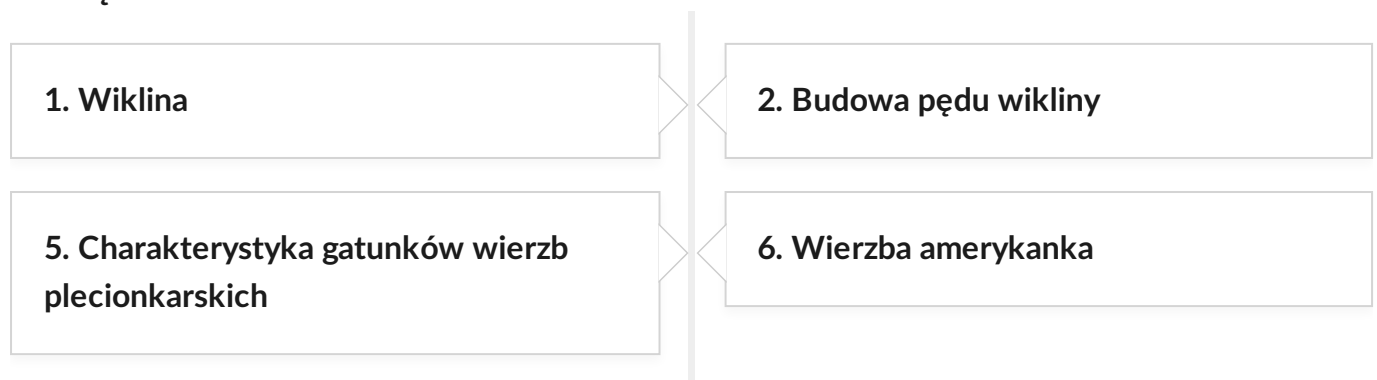 1. Wiklina
2. Budowa pędu wikliny
5. Charakterystyka gatunków wierzb
plecionkarskich
6. Wierzba amerykanka